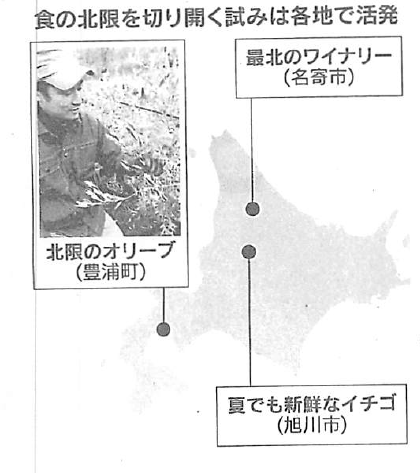 食の北限を切り開く試みは各地で活発
最北のワイナリー
(名寄市)
北限のオリーブ
(豊浦町)
夏でも新鮮なイチゴ
(旭川市)